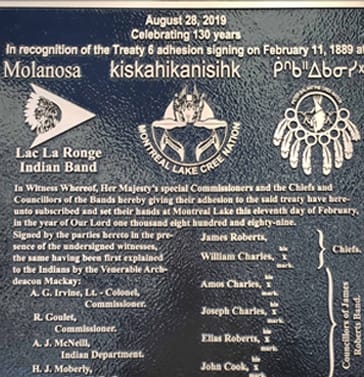 August 28, 2019
Celebrating 130 years
In recognition of the Treaty 6 adhesion signing on February 11, 1889 at
Molanosa kiskahikanisihk
Lac La Ronge
Indian Band
MONTREAL LAKE CREE NATION
In Witness Whereof, Her Majesty's special Commissioners and the Chiefs and
Councillors of the Bands hereby giving their adhesion to the said treaty have here-
unto subscribed and set their hands at Montreal Lake this eleventh day of February,
in the year of Our Lord one thousand eight hundred and eighty-nine.
Signed by the parties hereto in the pre-
sence of the undersigned witnesses,
the same having been first explained
to the Indians by the Venerable Arch-
deacon Mackay:
A. G. Irvine, Lt. - Colonel,
Commissioner.
R. Goulet,
Commissioner.
A. J. McNeill,
Indian Department.
H. J. Moberly,
James Roberts,
his
William Charles, x
mark.
Chiefs.
his
Amos Charles, x
mark.
his
Joseph Charles, x
mark.
his
Elias Roberts, x
mark.
his
John Cook, x
mark.
Councillors of James
Roberts Band.